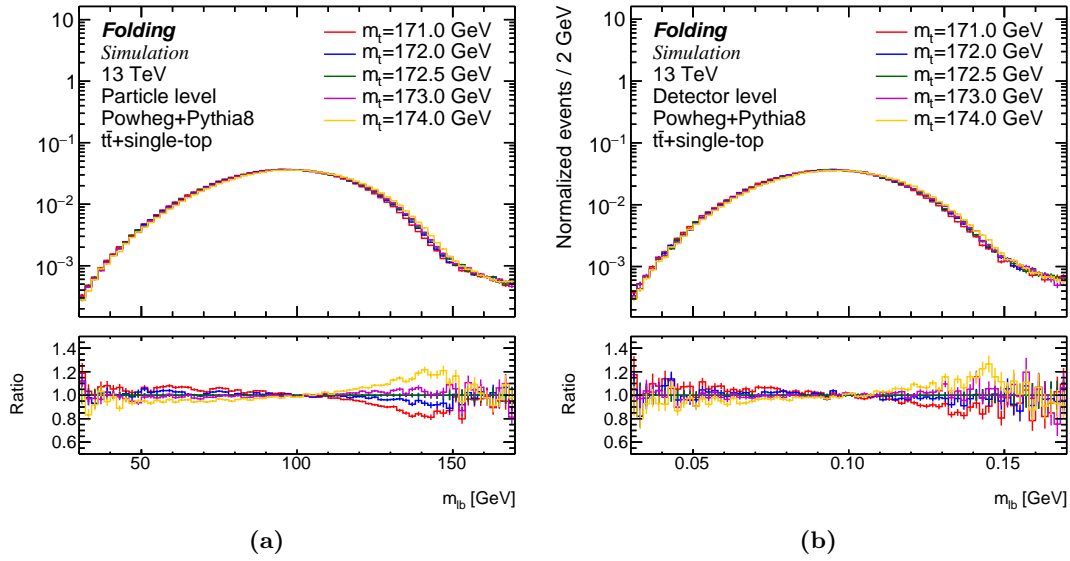 10
1
10⁻¹
10⁻²
10⁻³
Folding
Simulation
13 TeV
Particle level
Powheg+Pythia8
tt̄+single-top
m_t=171.0 GeV
m_t=172.0 GeV
m_t=172.5 GeV
m_t=173.0 GeV
m_t=174.0 GeV
Ratio
1.4
1.2
1.0
0.8
0.6
50
100
150
m_lb [GeV]
(a)
Normalized events / 2 GeV
10
1
10⁻¹
10⁻²
10⁻³
Folding
Simulation
13 TeV
Detector level
Powheg+Pythia8
tt̄+single-top
m_t=171.0 GeV
m_t=172.0 GeV
m_t=172.5 GeV
m_t=173.0 GeV
m_t=174.0 GeV
Ratio
1.4
1.2
1.0
0.8
0.6
0.05
0.10
0.15
m_lb [GeV]
(b)